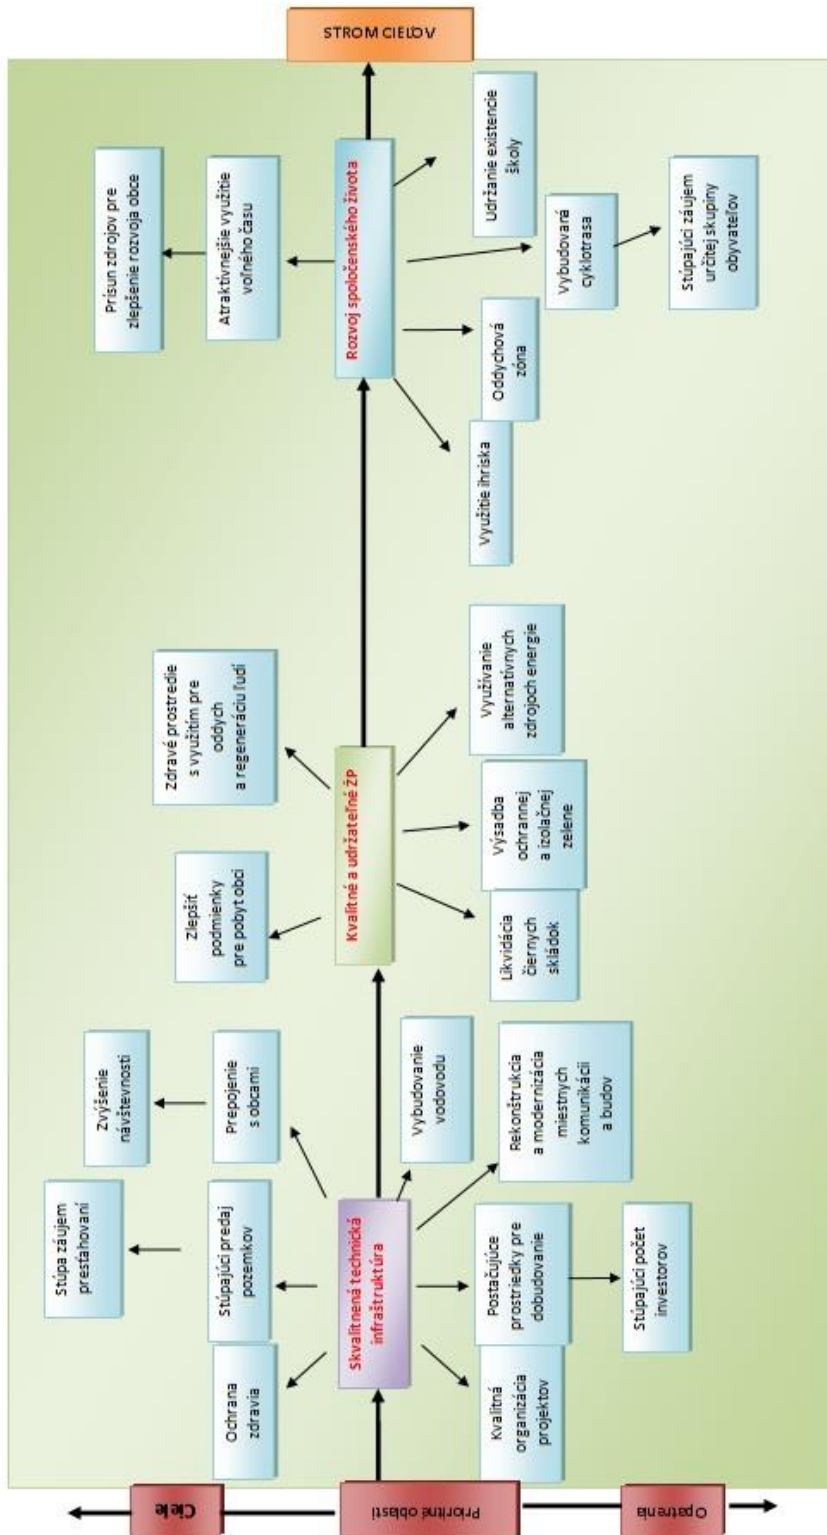 STROM CIEĽOV
Ciele
Prioritné oblasti
Opatrenia
Stúpa záujem
presťahovaní
Zvýšenie
návštevnosti
Ochrana
zdravia
Stúpajúci predaj
pozemkov
Prepojenie
s obcami
Skvalitnená technická
infraštruktúra
Vybudovanie
vodovodu
Kvalitná
organizácia
projektov
Postačujúce
prostriedky pre
dobudovanie
Rekonštrukcia
a modernizácia
miestnych
komunikácii
a budov
Stúpajúci počet
investorov
Zlepšiť
podmienky
pre pobyt obci
Zdravé prostredie
s využitím pre
oddych
a regeneráciu ľudí
Kvalitné a udržateľné ŽP
Likvidácia
čiernych
skládok
Výsadba
ochrannej
a izolačnej
zelene
Využívanie
alternatívnych
zdrojoch energie
Prísun zdrojov pre
zlepšenie rozvoja obce
Atraktívnejšie využitie
voľného času
Rozvoj spoločenského života
Využitie ihriska
Oddychová
zóna
Vybudovaná
cyklotrasa
Udržanie existencie
školy
Stúpajúci záujem
určitej skupiny
obyvateľov